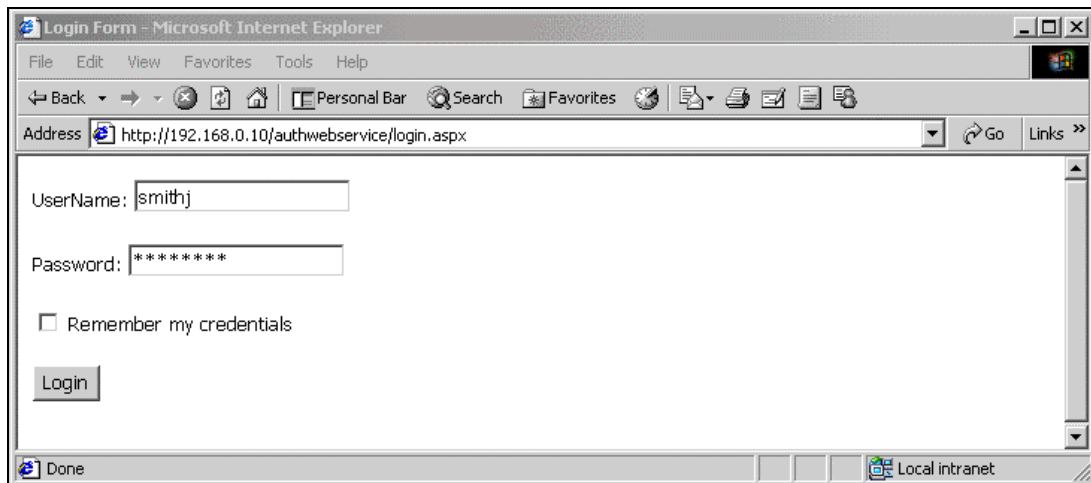 Login Form - Microsoft Internet Explorer
File Edit View Favorites Tools Help
Back Personal Bar Search Favorites
Address http://192.168.0.10/authwebservice/login.aspx Go Links »
UserName: smithj
Password: ********
Remember my credentials
Login
Done Local intranet